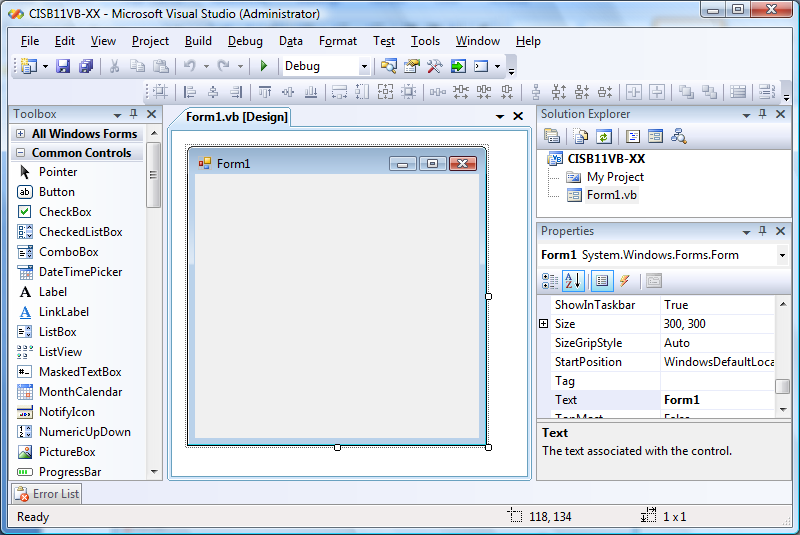 CISB11VB-XX - Microsoft Visual Studio (Administrator)
File Edit View Project Build Debug Data Format Test Tools Window Help
Debug
Toolbox
All Windows Forms
Common Controls
Pointer
Button
CheckBox
CheckedListBox
ComboBox
DateTimePicker
A Label
A LinkLabel
ListBox
ListView
MaskedTextBox
MonthCalendar
NotifyIcon
NumericUpDown
PictureBox
ProgressBar
Form1.vb [Design]
Form1
Solution Explorer
CISB11VB-XX
My Project
Form1.vb
Properties
Form1 System.Windows.Forms.Form
ShowInTaskbar True
Size 300, 300
SizeGripStyle Auto
StartPosition WindowsDefaultLoca
Tag
Text Form1
TopMost False
Text
The text associated with the control.
Error List
Ready 118, 134 1 x 1